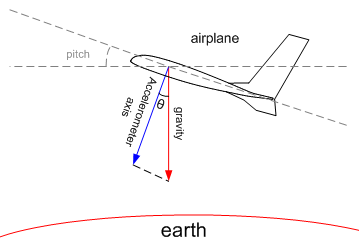 airplane
pitch
Accelerometer
axis
θ
gravity
earth